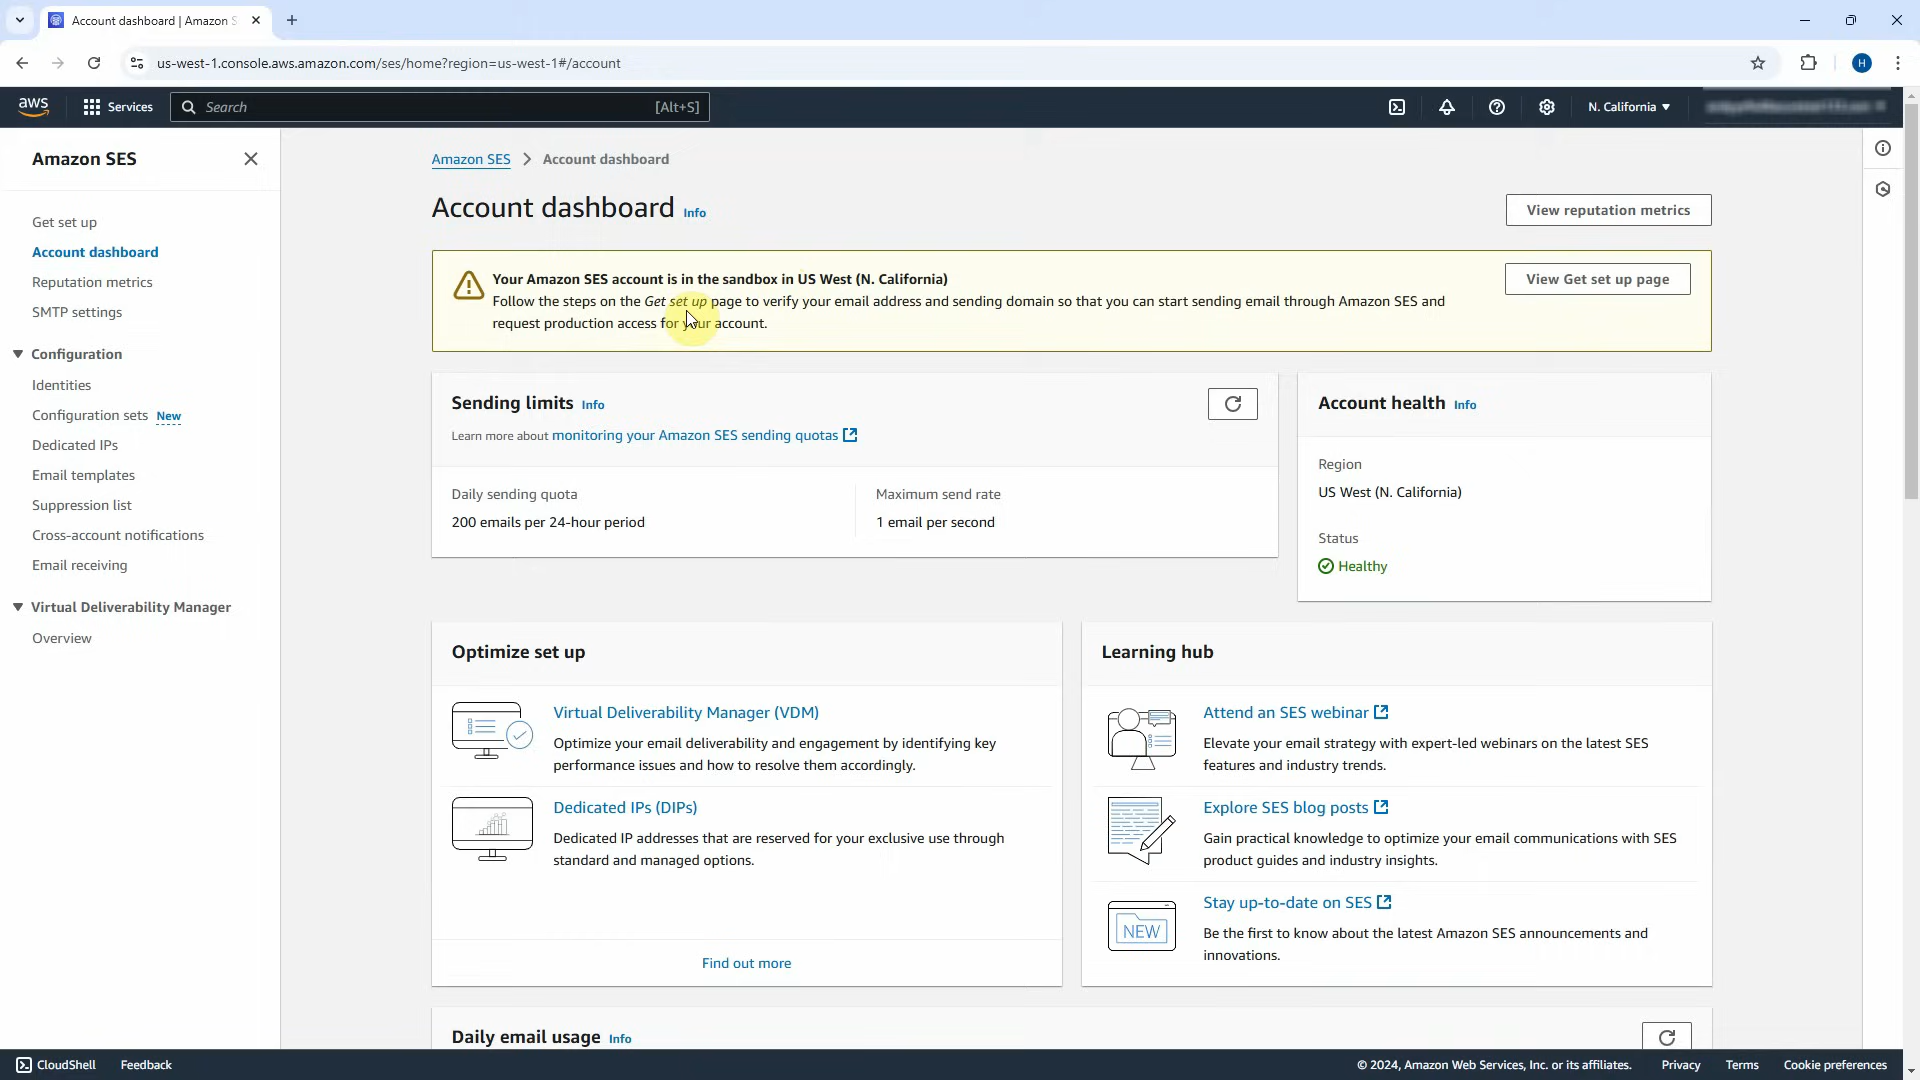 Account dashboard | Amazon S
us-west-1.console.aws.amazon.com/ses/home?region=us-west-1#/account
H
aws
Services
Search
[Alt+S]
N. California
Amazon SES
Get set up
Account dashboard
Reputation metrics
SMTP settings
Configuration
Identities
Configuration sets New
Dedicated IPs
Email templates
Suppression list
Cross-account notifications
Email receiving
Virtual Deliverability Manager
Overview
Amazon SES > Account dashboard
Account dashboard Info
View reputation metrics
Your Amazon SES account is in the sandbox in US West (N. California)
Follow the steps on the Get set up page to verify your email address and sending domain so that you can start sending email through Amazon SES and
request production access for your account.
View Get set up page
Sending limits Info
Learn more about monitoring your Amazon SES sending quotas
Daily sending quota
200 emails per 24-hour period
Maximum send rate
1 email per second
Account health Info
Region
US West (N. California)
Status
Healthy
Optimize set up
Virtual Deliverability Manager (VDM)
Optimize your email deliverability and engagement by identifying key
performance issues and how to resolve them accordingly.
Dedicated IPs (DIPs)
Dedicated IP addresses that are reserved for your exclusive use through
standard and managed options.
Find out more
Learning hub
Attend an SES webinar
Elevate your email strategy with expert-led webinars on the latest SES
features and industry trends.
Explore SES blog posts
Gain practical knowledge to optimize your email communications with SES
product guides and industry insights.
NEW
Stay up-to-date on SES
Be the first to know about the latest Amazon SES announcements and
innovations.
Daily email usage Info
CloudShell
Feedback
© 2024, Amazon Web Services, Inc. or its affiliates.
Privacy
Terms
Cookie preferences